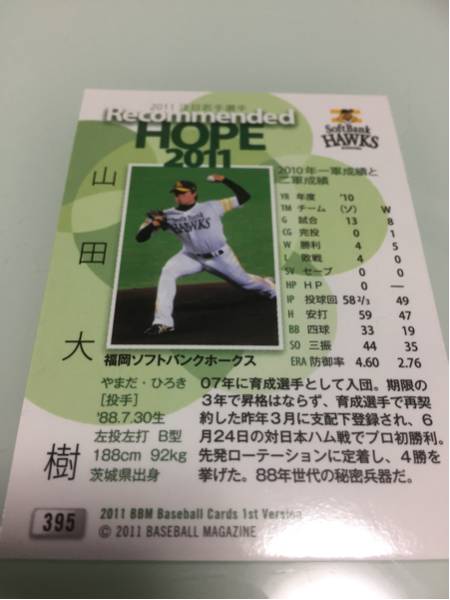 2011 注目若手選手
Recommended
HOPE
2011
SoftBank
HAWKS
山田大樹
2010年一軍成績と
二軍成績
YR 年度 '10
TM チーム (ソ) W
G 試合 13 8
CG 完投 0 1
W 勝利 4 5
L 敗戦 4 0
SV セーブ 0 0
HP HP 0 —
IP 投球回 58 2/3 49
H 安打 59 47
BB 四球 33 19
SO 三振 44 35
ERA 防御率 4.60 2.76
福岡ソフトバンクホークス
やまだ・ひろき
[投手]
'88.7.30生
左投左打 B型
188cm 92kg
茨城県出身
07年に育成選手として入団。期限の
3年で昇格はならず、育成選手で再契
約した昨年3月に支配下登録され、6
月24日の対日本ハム戦でプロ初勝利。
先発ローテーションに定着し、4勝を
挙げた。88年世代の秘密兵器だ。
395
2011 BBM Baseball Cards 1st Version
© 2011 BASEBALL MAGAZINE